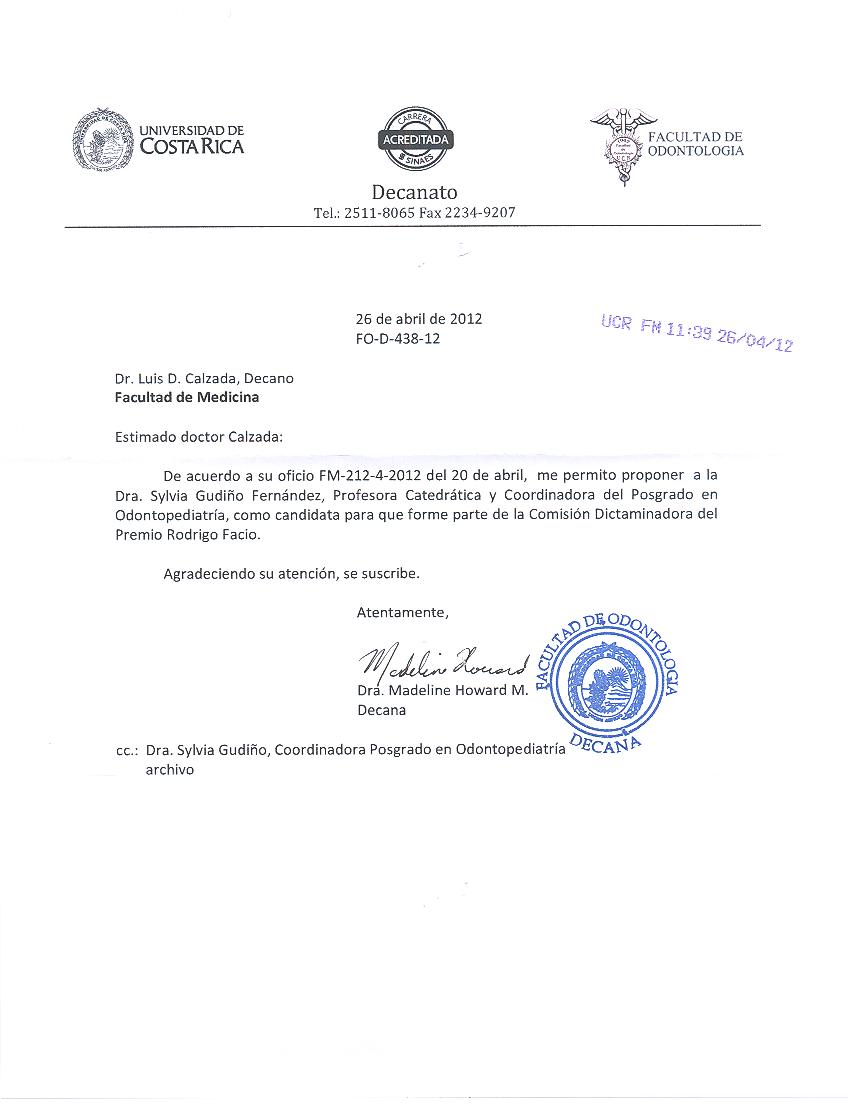 UNIVERSIDAD DE
COSTA RICA
CARRERA
ACREDITADA
SINAES
FACULTAD DE
ODONTOLOGIA
Decanato
Tel.: 2511-8065 Fax 2234-9207
26 de abril de 2012
FO-D-438-12
UCR FM 11:39 26/04/12
Dr. Luis D. Calzada, Decano
Facultad de Medicina
Estimado doctor Calzada:
De acuerdo a su oficio FM-212-4-2012 del 20 de abril, me permito proponer a la
Dra. Sylvia Gudiño Fernández, Profesora Catedrática y Coordinadora del Posgrado en
Odontopediatría, como candidata para que forme parte de la Comisión Dictaminadora del
Premio Rodrigo Facio.
Agradeciendo su atención, se suscribe.
Atentamente,
Madeline Howard
Dra. Madeline Howard M.
Decana
FACULTAD DE ODONTOLOGIA
DECANA
cc.: Dra. Sylvia Gudiño, Coordinadora Posgrado en Odontopediatría
archivo